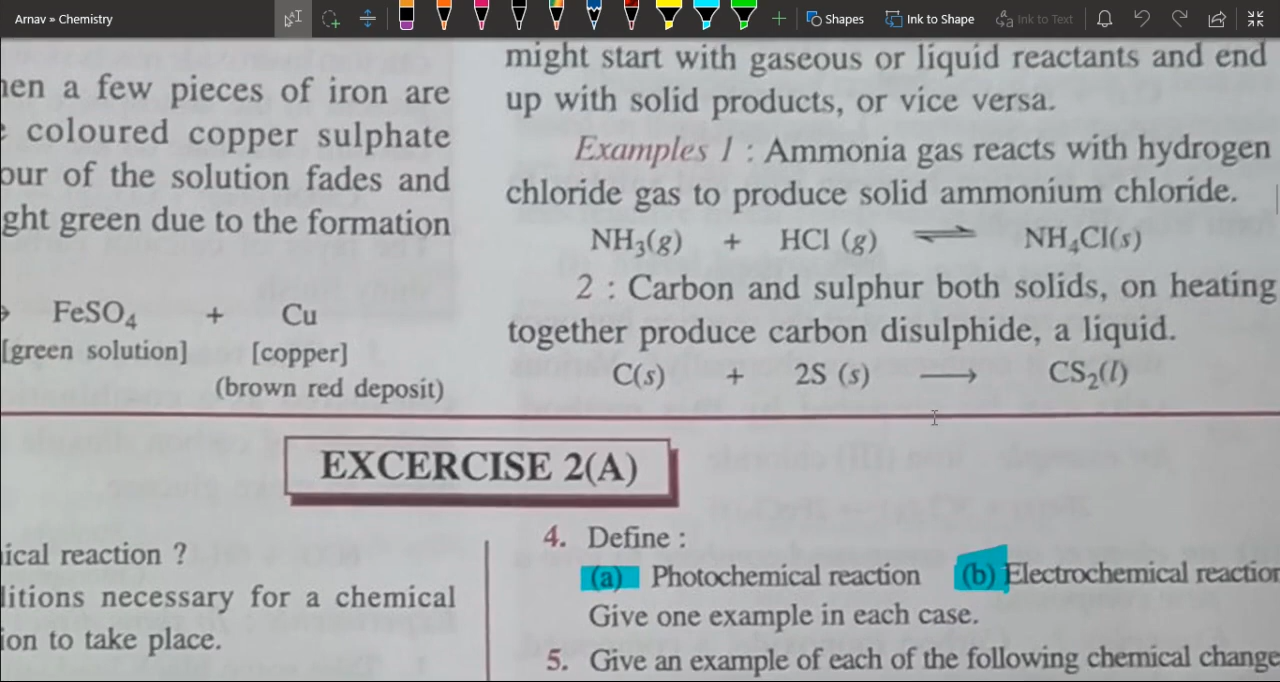 Arnav » Chemistry
Shapes
Ink to Shape
Ink to Text
en a few pieces of iron are
coloured copper sulphate
our of the solution fades and
ght green due to the formation
FeSO₄ + Cu
[green solution] [copper]
(brown red deposit)
might start with gaseous or liquid reactants and end
up with solid products, or vice versa.
Examples 1 : Ammonia gas reacts with hydrogen
chloride gas to produce solid ammonium chloride.
NH₃(g) + HCl (g) ⇌ NH₄Cl(s)
2 : Carbon and sulphur both solids, on heating
together produce carbon disulphide, a liquid.
C(s) + 2S (s) ⟶ CS₂(l)
EXCERCISE 2(A)
ical reaction ?
litions necessary for a chemical
ion to take place.
4. Define :
(a) Photochemical reaction (b) Electrochemical reaction
Give one example in each case.
5. Give an example of each of the following chemical change